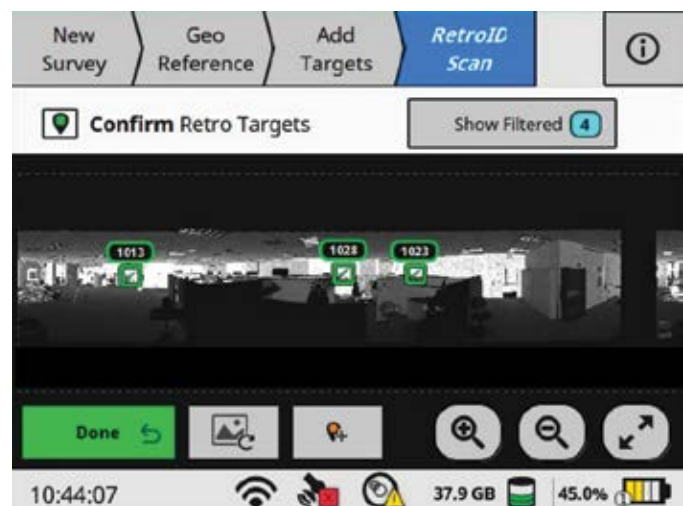 New
Survey
Geo
Reference
Add
Targets
RetroID
Scan
Confirm Retro Targets
Show Filtered 4
1013
1028
1023
Done
10:44:07
37.9 GB
45.0%
1